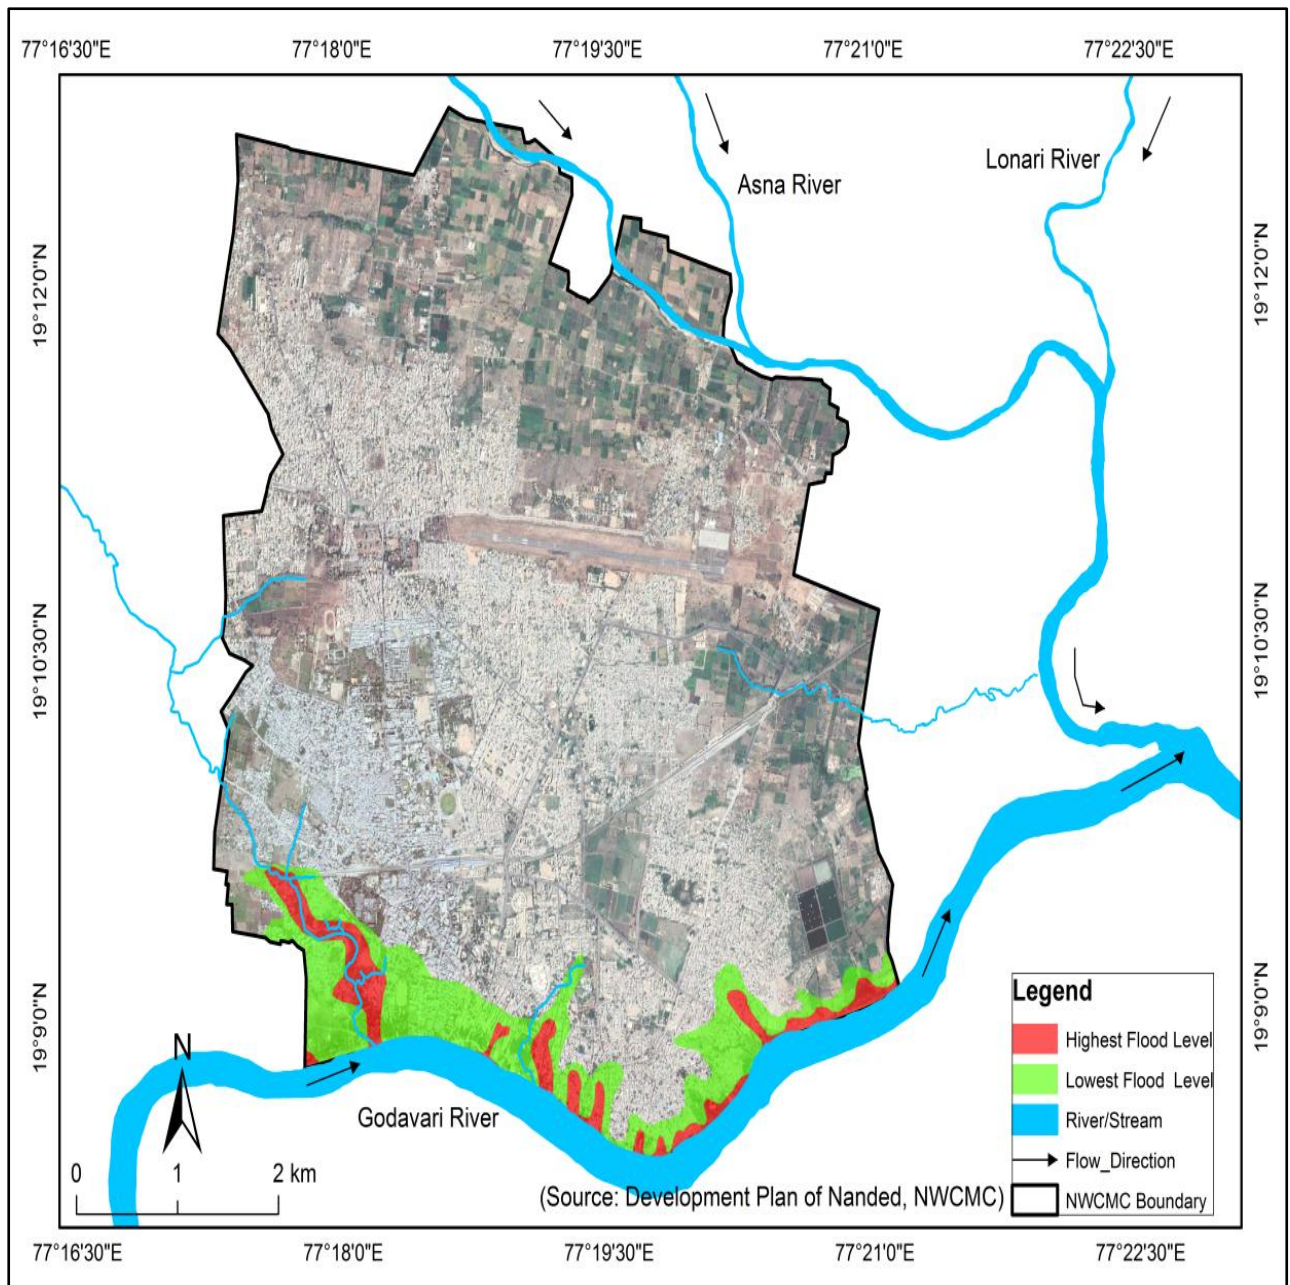 77°16'30"E 77°18'0"E 77°19'30"E 77°21'0"E 77°22'30"E
Lonari River
Asna River
19°12'0"N 19°12'0"N
19°10'30"N 19°10'30"N
19°9'0"N 19°9'0"N
Legend
Highest Flood Level
Lowest Flood Level
River/Stream
Flow_Direction
NWCMC Boundary
N
Godavari River
0 1 2 km
(Source: Development Plan of Nanded, NWCMC)
77°16'30"E 77°18'0"E 77°19'30"E 77°21'0"E 77°22'30"E